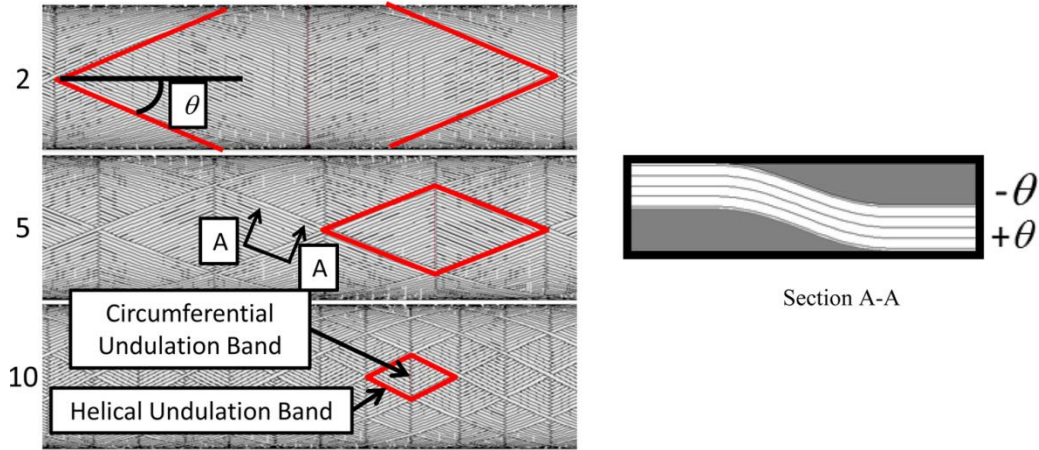 2
θ
5
A
A
Circumferential
Undulation Band
10
Helical Undulation Band
-θ
+θ
Section A-A